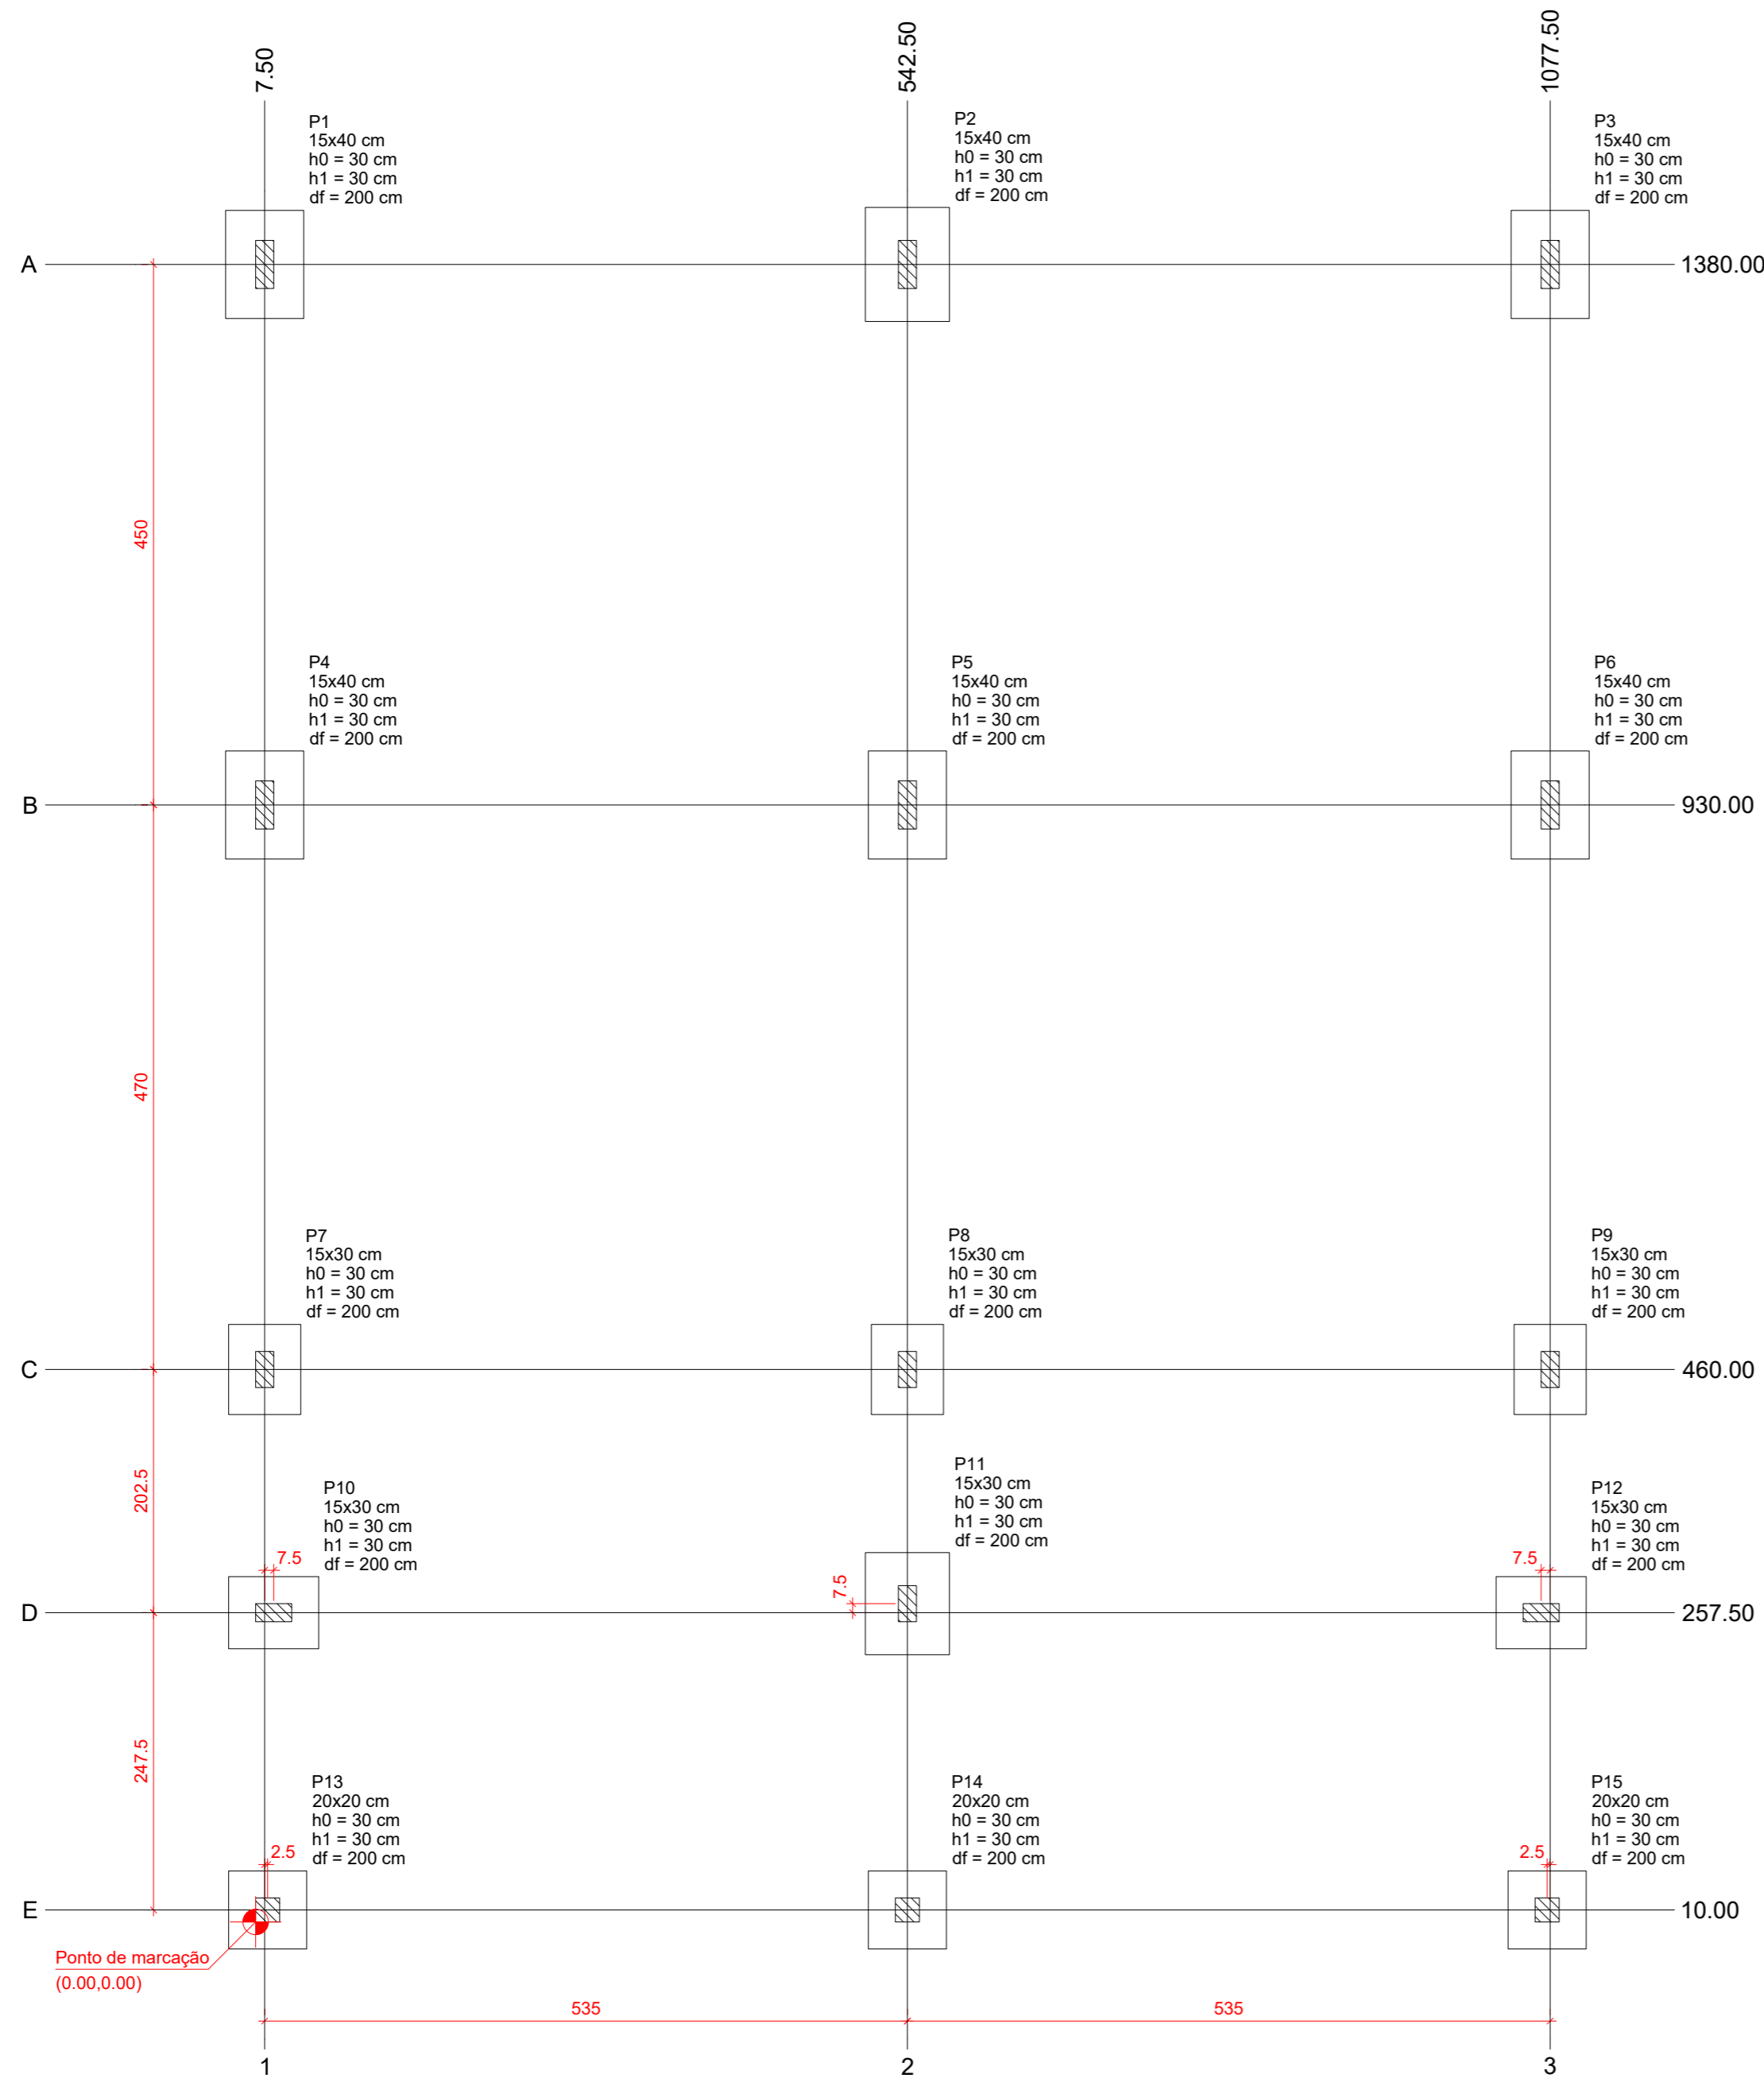 7.50
542.50
1077.50
P1
15x40 cm
h0 = 30 cm
h1 = 30 cm
df = 200 cm
P2
15x40 cm
h0 = 30 cm
h1 = 30 cm
df = 200 cm
P3
15x40 cm
h0 = 30 cm
h1 = 30 cm
df = 200 cm
A
1380.00
450
P4
15x40 cm
h0 = 30 cm
h1 = 30 cm
df = 200 cm
P5
15x40 cm
h0 = 30 cm
h1 = 30 cm
df = 200 cm
P6
15x40 cm
h0 = 30 cm
h1 = 30 cm
df = 200 cm
B
930.00
470
P7
15x30 cm
h0 = 30 cm
h1 = 30 cm
df = 200 cm
P8
15x30 cm
h0 = 30 cm
h1 = 30 cm
df = 200 cm
P9
15x30 cm
h0 = 30 cm
h1 = 30 cm
df = 200 cm
C
460.00
202.5
P10
15x30 cm
h0 = 30 cm
h1 = 30 cm
df = 200 cm
7.5
P11
15x30 cm
h0 = 30 cm
h1 = 30 cm
df = 200 cm
7.5
P12
15x30 cm
h0 = 30 cm
h1 = 30 cm
df = 200 cm
7.5
D
257.50
247.5
P13
20x20 cm
h0 = 30 cm
h1 = 30 cm
df = 200 cm
2.5
P14
20x20 cm
h0 = 30 cm
h1 = 30 cm
df = 200 cm
P15
20x20 cm
h0 = 30 cm
h1 = 30 cm
df = 200 cm
2.5
E
10.00
Ponto de marcação
(0.00,0.00)
535
535
1
2
3